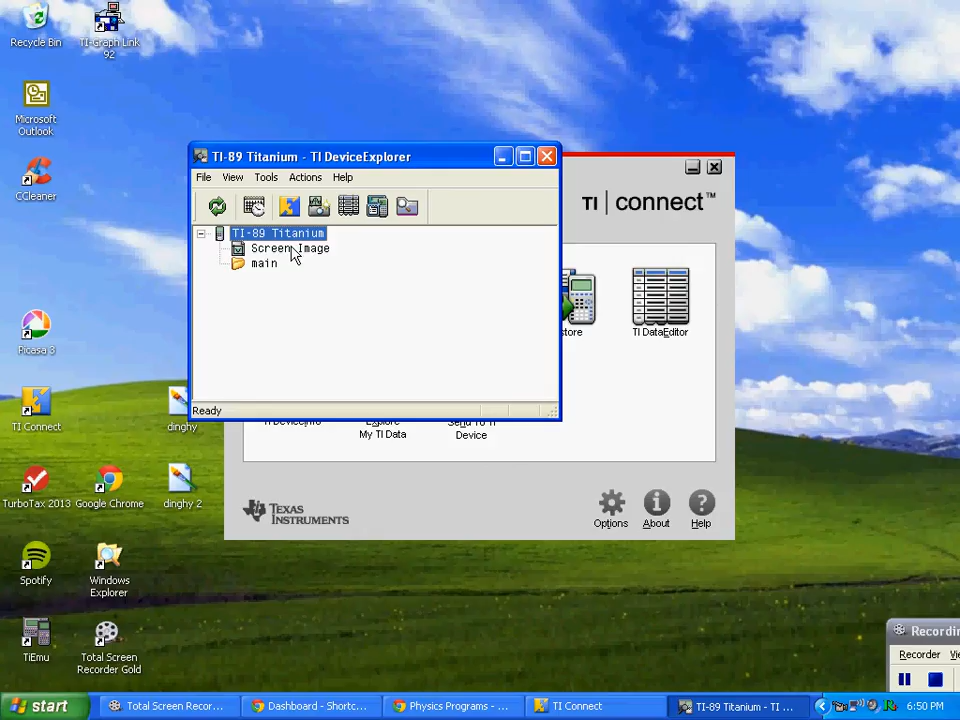 Recycle Bin
TI-Graph Link
92
Microsoft
Outlook
CCleaner
Picasa 3
TI Connect
dinghy
TurboTax 2013
Google Chrome
dinghy 2
Spotify
Windows
Explorer
TiEmu
Total Screen
Recorder Gold
TI-89 Titanium - TI DeviceExplorer
File View Tools Actions Help
TI-89 Titanium
Screen Image
main
Ready
TI connect™
TI DataEditor
My TI Data
Device
TEXAS
INSTRUMENTS
Options
About
Help
Recorder
start
Total Screen Recor...
Dashboard - Shortc...
Physics Programs - ...
TI Connect
TI-89 Titanium - TI ...
6:50 PM